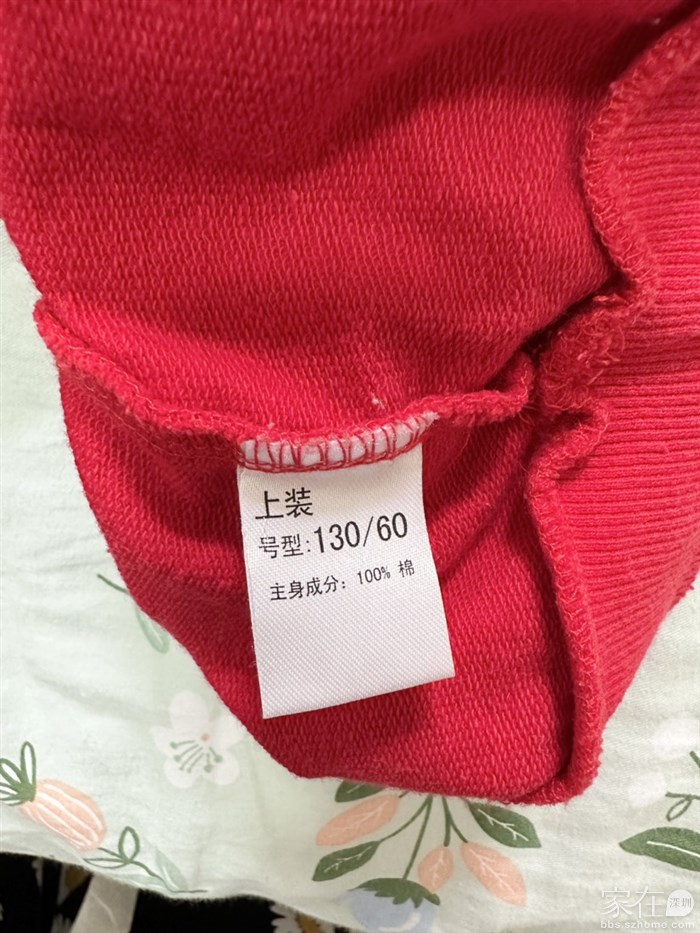 上装
号型:130/60
主身成分：100% 棉
家在深圳
bbs.szhome.com